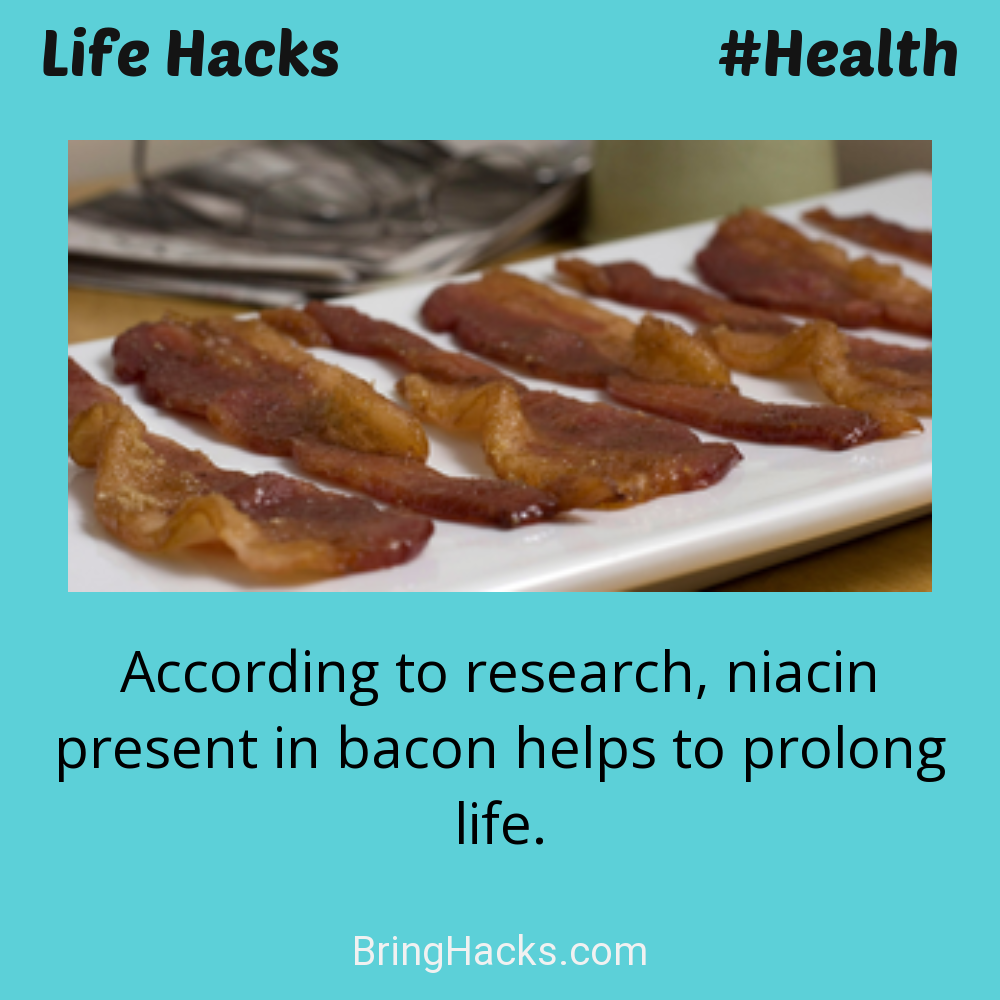 Life Hacks
#Health
According to research, niacin
present in bacon helps to prolong
life.
BringHacks.com